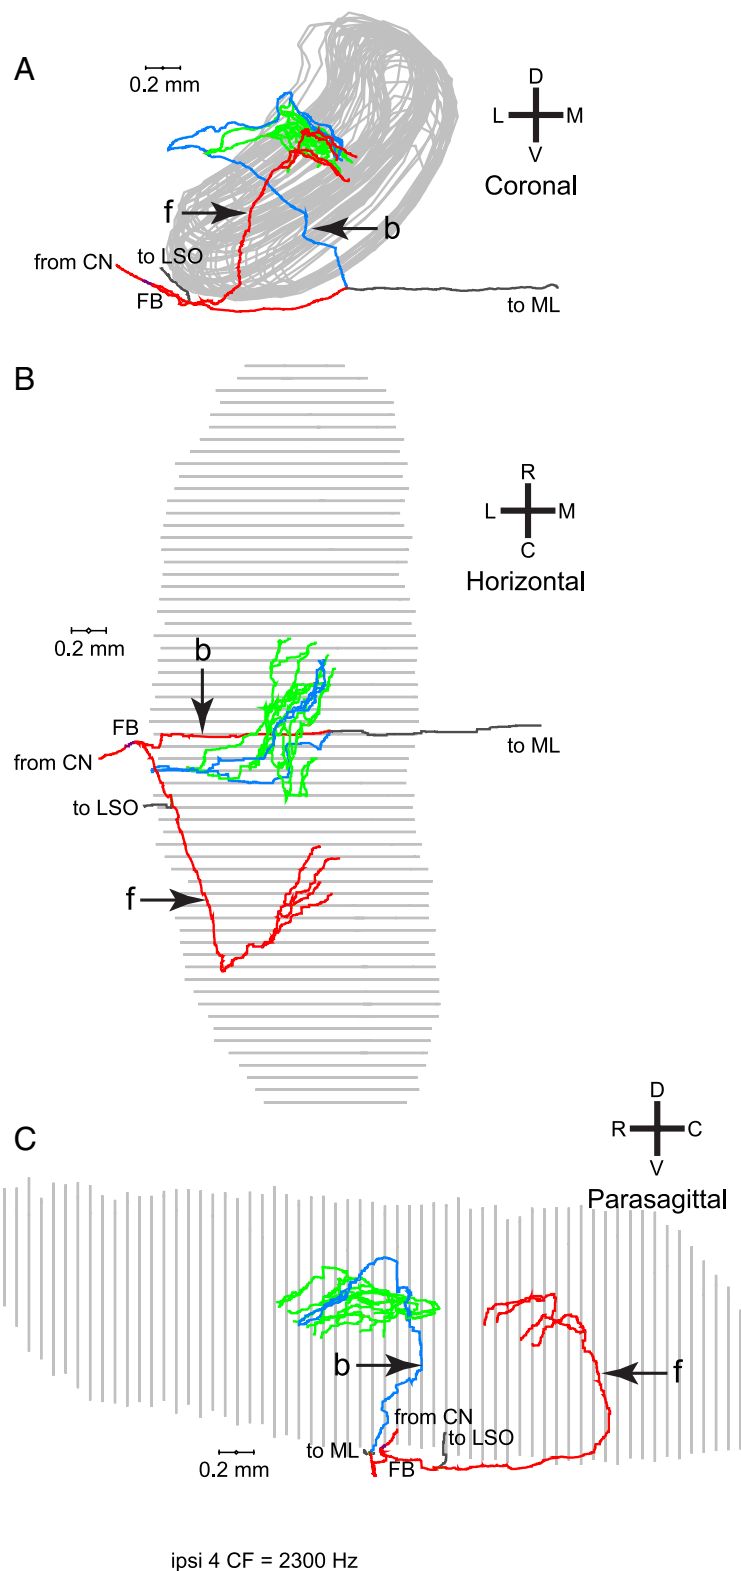 A
0.2 mm
D
L M
V
Coronal
f
b
to LSO
from CN
FB
to ML
B
R
L M
C
Horizontal
0.2 mm
b
FB
from CN
to ML
to LSO
f
C
D
R C
V
Parasagittal
b
f
from CN
to LSO
to ML
FB
0.2 mm
ipsi 4 CF = 2300 Hz